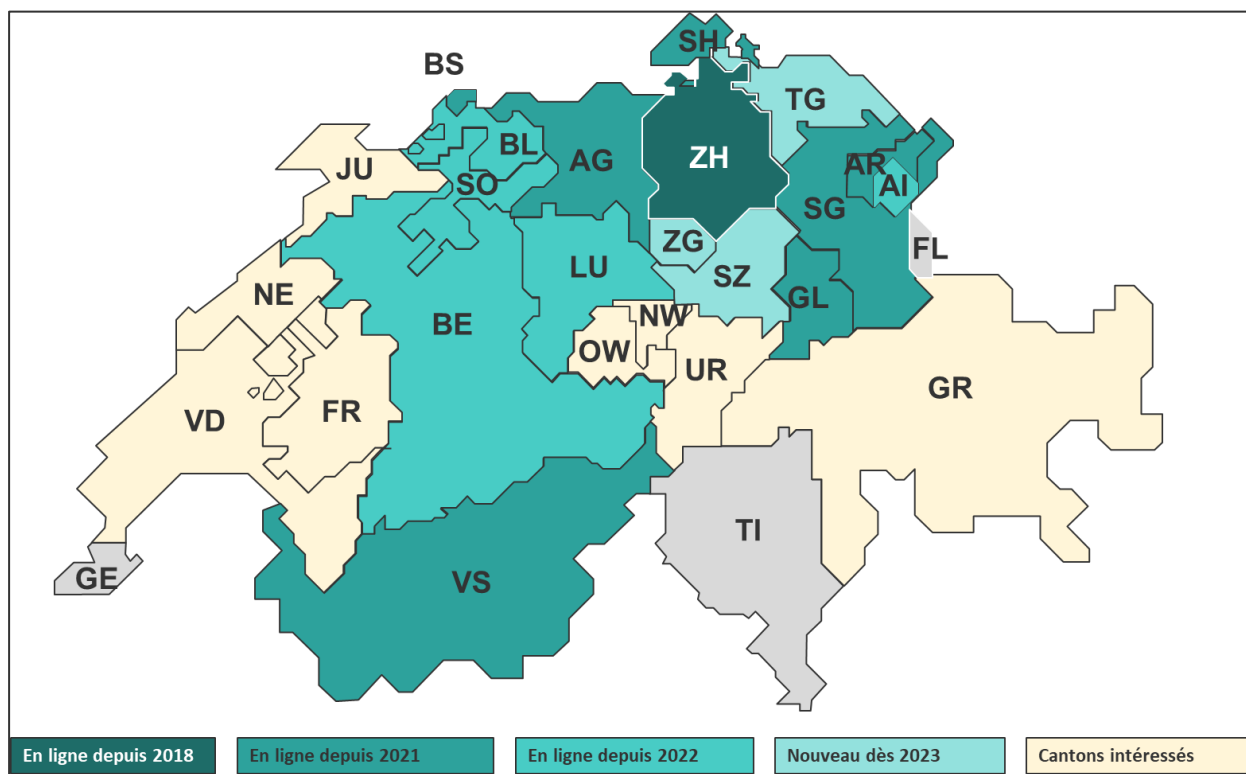 SH
BS
TG
BL
ZH
JU
AG
AR
SO
AI
SG
ZG
FL
LU
SZ
NE
GL
BE
NW
OW
UR
GR
VD
FR
TI
GE
VS
En ligne depuis 2018
En ligne depuis 2021
En ligne depuis 2022
Nouveau dès 2023
Cantons intéressés